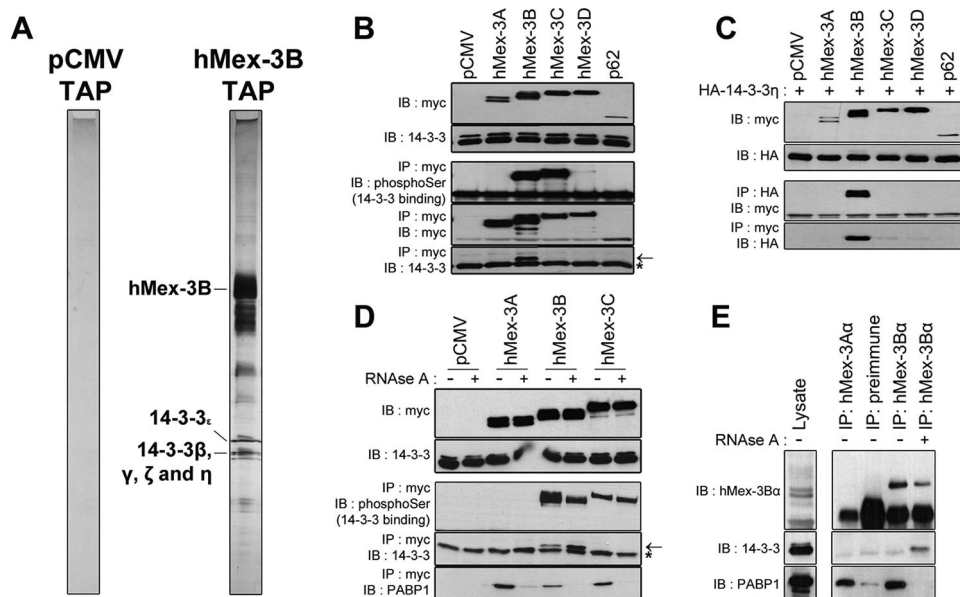 A
pCMV
TAP
hMex-3B
TAP
hMex-3B
14-3-3ε
14-3-3β,
γ, ζ and η
B
pCMV
hMex-3A
hMex-3B
hMex-3C
hMex-3D
p62
IB : myc
IB : 14-3-3
IP : myc
IB : phosphoSer
(14-3-3 binding)
IP : myc
IB : myc
IP : myc
IB : 14-3-3
←
*
C
pCMV
hMex-3A
hMex-3B
hMex-3C
hMex-3D
p62
HA-14-3-3η : + + + + + +
IB : myc
IB : HA
IP : HA
IB : myc
IP : myc
IB : HA
D
pCMV
hMex-3A
hMex-3B
hMex-3C
RNAse A : - + - + - + - +
IB : myc
IB : 14-3-3
IP : myc
IB : phosphoSer
(14-3-3 binding)
IP : myc
IB : 14-3-3
←
*
IP : myc
IB : PABP1
E
Lysate
IP: hMex-3Aα
IP: preimmune
IP: hMex-3Bα
IP: hMex-3Bα
RNAse A : - - - - +
IB : hMex-3Bα
IB : 14-3-3
IB : PABP1